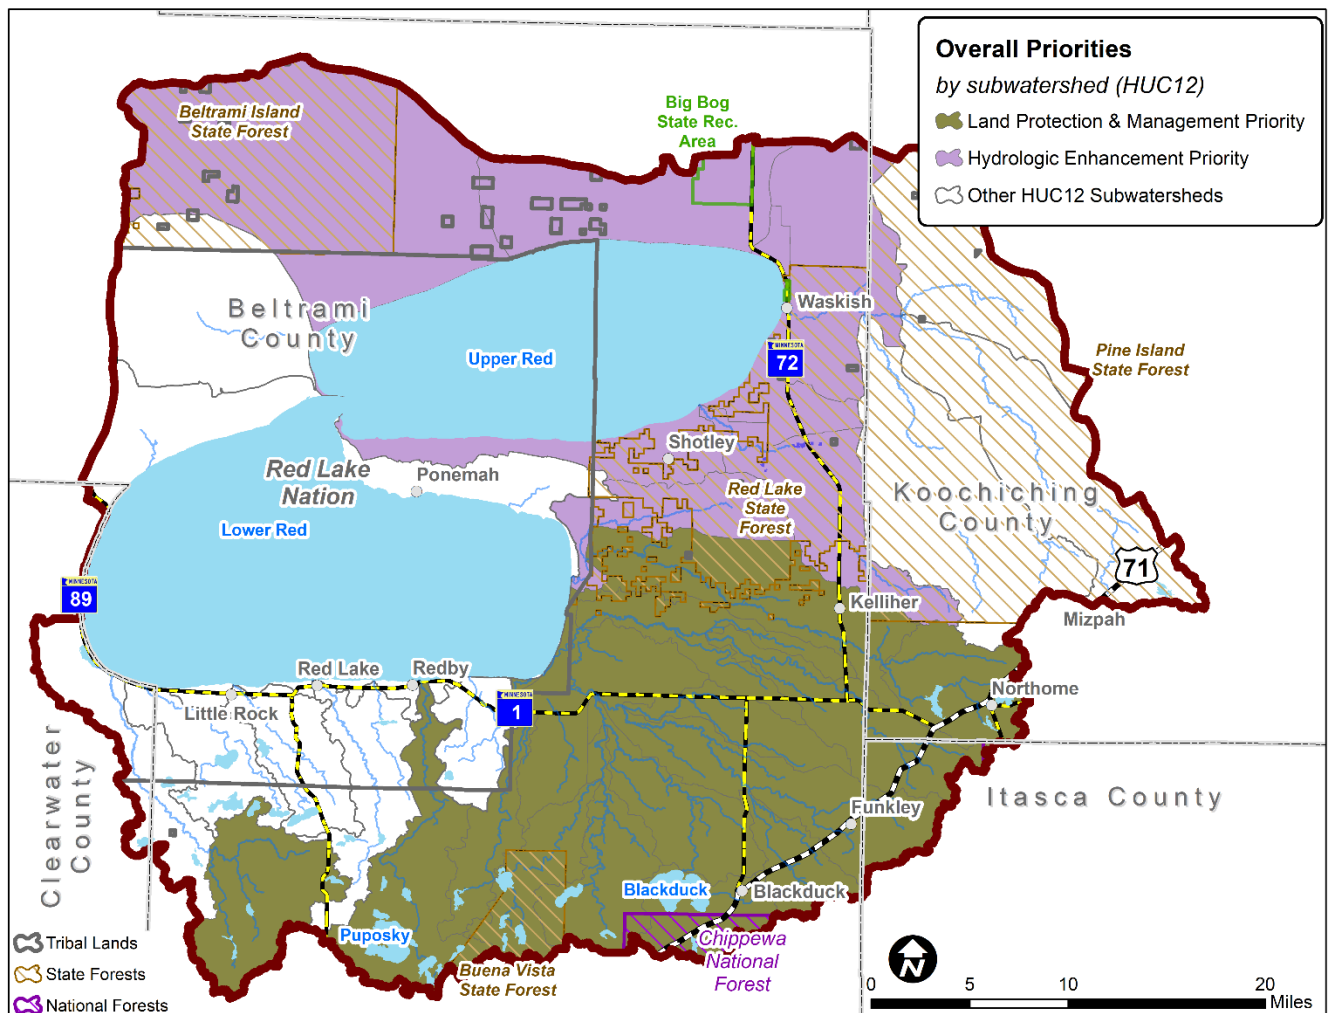 Overall Priorities
by subwatershed (HUC12)
Land Protection & Management Priority
Hydrologic Enhancement Priority
Other HUC12 Subwatersheds
Beltrami Island
State Forest
Big Bog
State Rec.
Area
Beltrami
County
Waskish
Upper Red
MINNESOTA
72
Pine Island
State Forest
Shotley
Red Lake
Nation
Ponemah
Red Lake
State
Forest
Koochiching
County
Lower Red
71
MINNESOTA
89
Kelliher
Mizpah
Red Lake
Redby
Northome
Little Rock
MINNESOTA
1
Clearwater
County
Itasca County
Funkley
Blackduck
Blackduck
Puposky
Chippewa
National
Forest
Buena Vista
State Forest
Tribal Lands
State Forests
National Forests
N
0 5 10 20
Miles